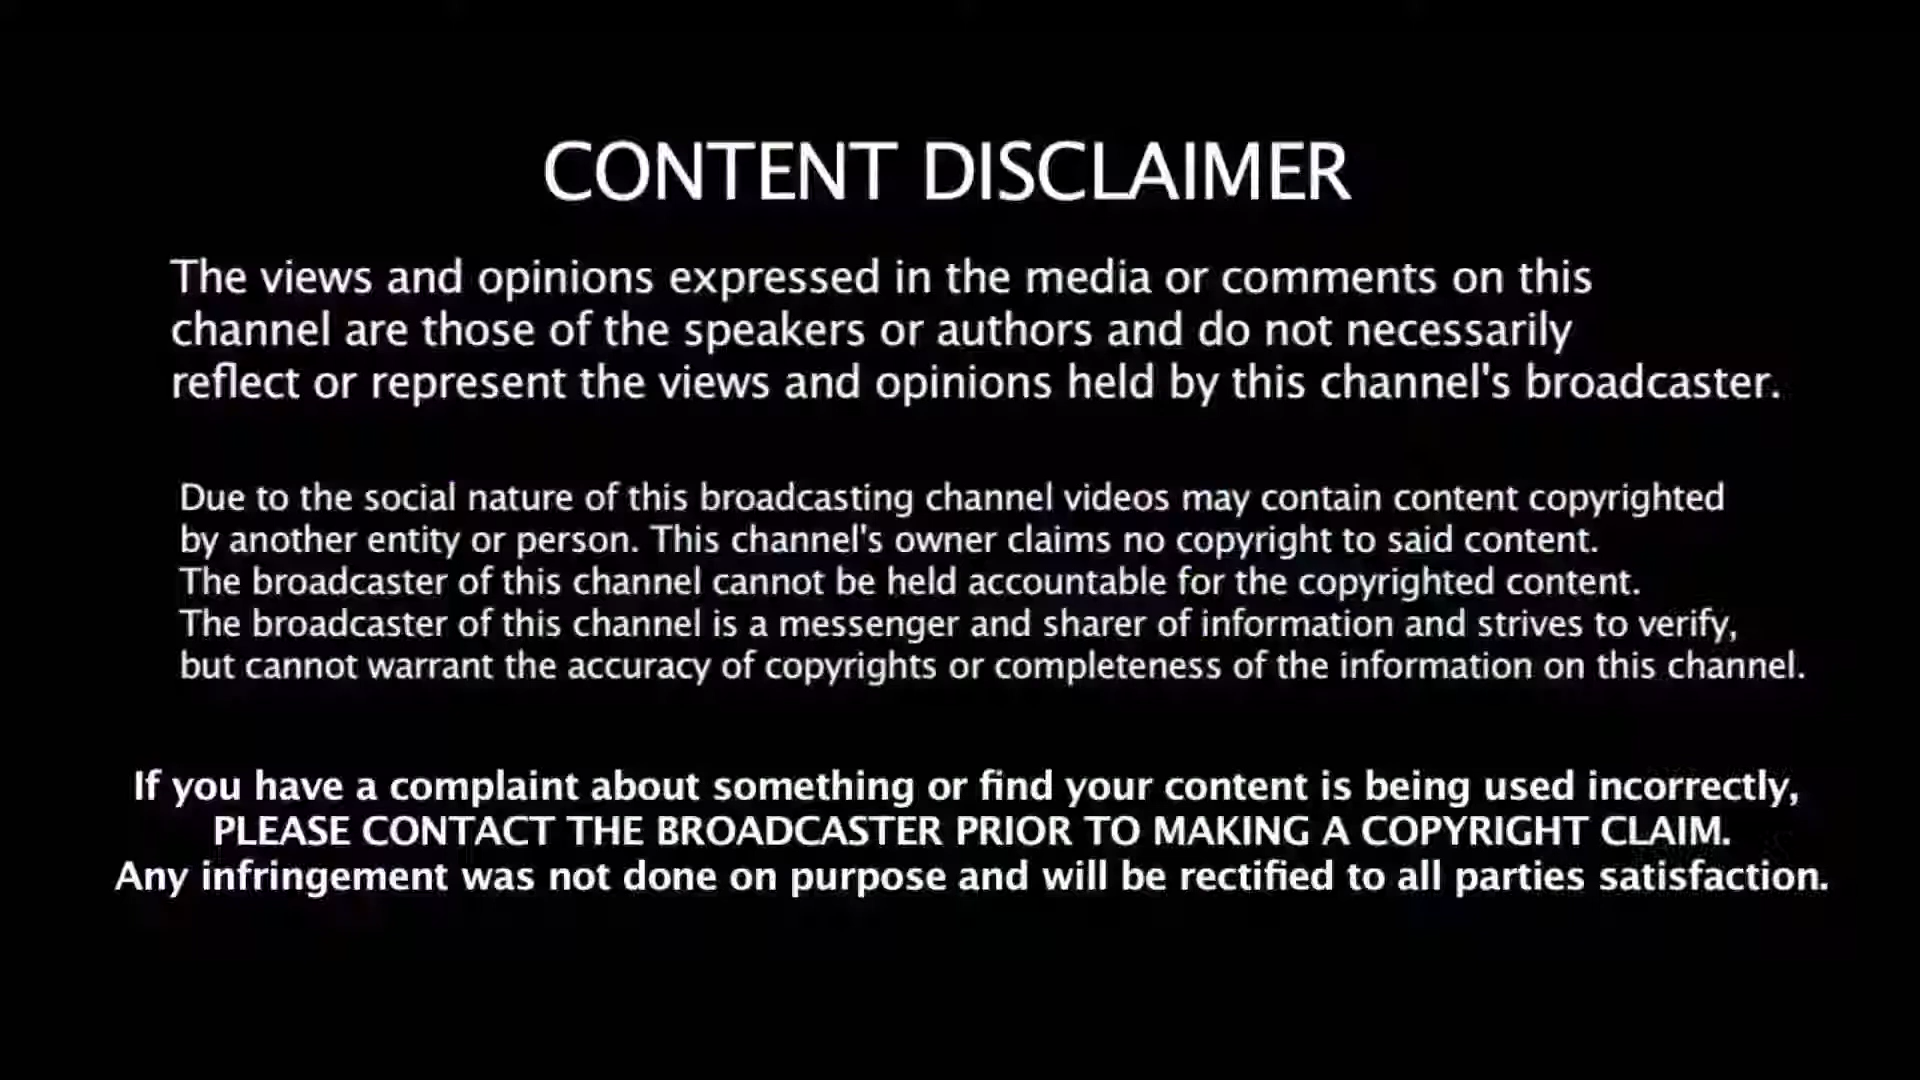 CONTENT DISCLAIMER
The views and opinions expressed in the media or comments on this
channel are those of the speakers or authors and do not necessarily
reflect or represent the views and opinions held by this channel's broadcaster.
Due to the social nature of this broadcasting channel videos may contain content copyrighted
by another entity or person. This channel's owner claims no copyright to said content.
The broadcaster of this channel cannot be held accountable for the copyrighted content.
The broadcaster of this channel is a messenger and sharer of information and strives to verify,
but cannot warrant the accuracy of copyrights or completeness of the information on this channel.
If you have a complaint about something or find your content is being used incorrectly,
PLEASE CONTACT THE BROADCASTER PRIOR TO MAKING A COPYRIGHT CLAIM.
Any infringement was not done on purpose and will be rectified to all parties satisfaction.